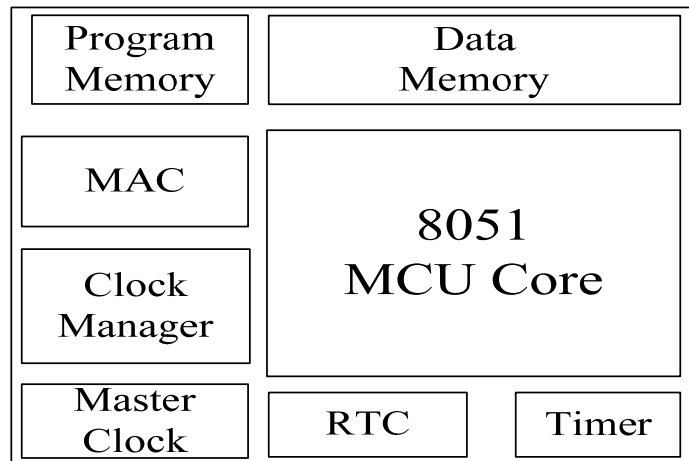 Program
Memory
Data
Memory
MAC
8051
MCU Core
Clock
Manager
Master
Clock
RTC
Timer